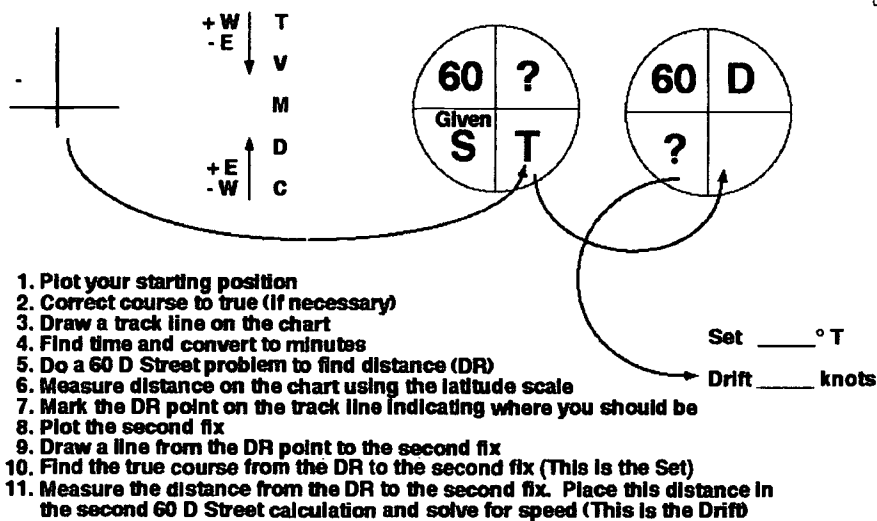 + W T
- E
V
M
D
+ E
- W C
60 ?
Given
S T
60 D
?
Set ____° T
Drift ____ knots
1. Plot your starting position
2. Correct course to true (if necessary)
3. Draw a track line on the chart
4. Find time and convert to minutes
5. Do a 60 D Street problem to find distance (DR)
6. Measure distance on the chart using the latitude scale
7. Mark the DR point on the track line indicating where you should be
8. Plot the second fix
9. Draw a line from the DR point to the second fix
10. Find the true course from the DR to the second fix (This is the Set)
11. Measure the distance from the DR to the second fix. Place this distance in
the second 60 D Street calculation and solve for speed (This is the Drift)